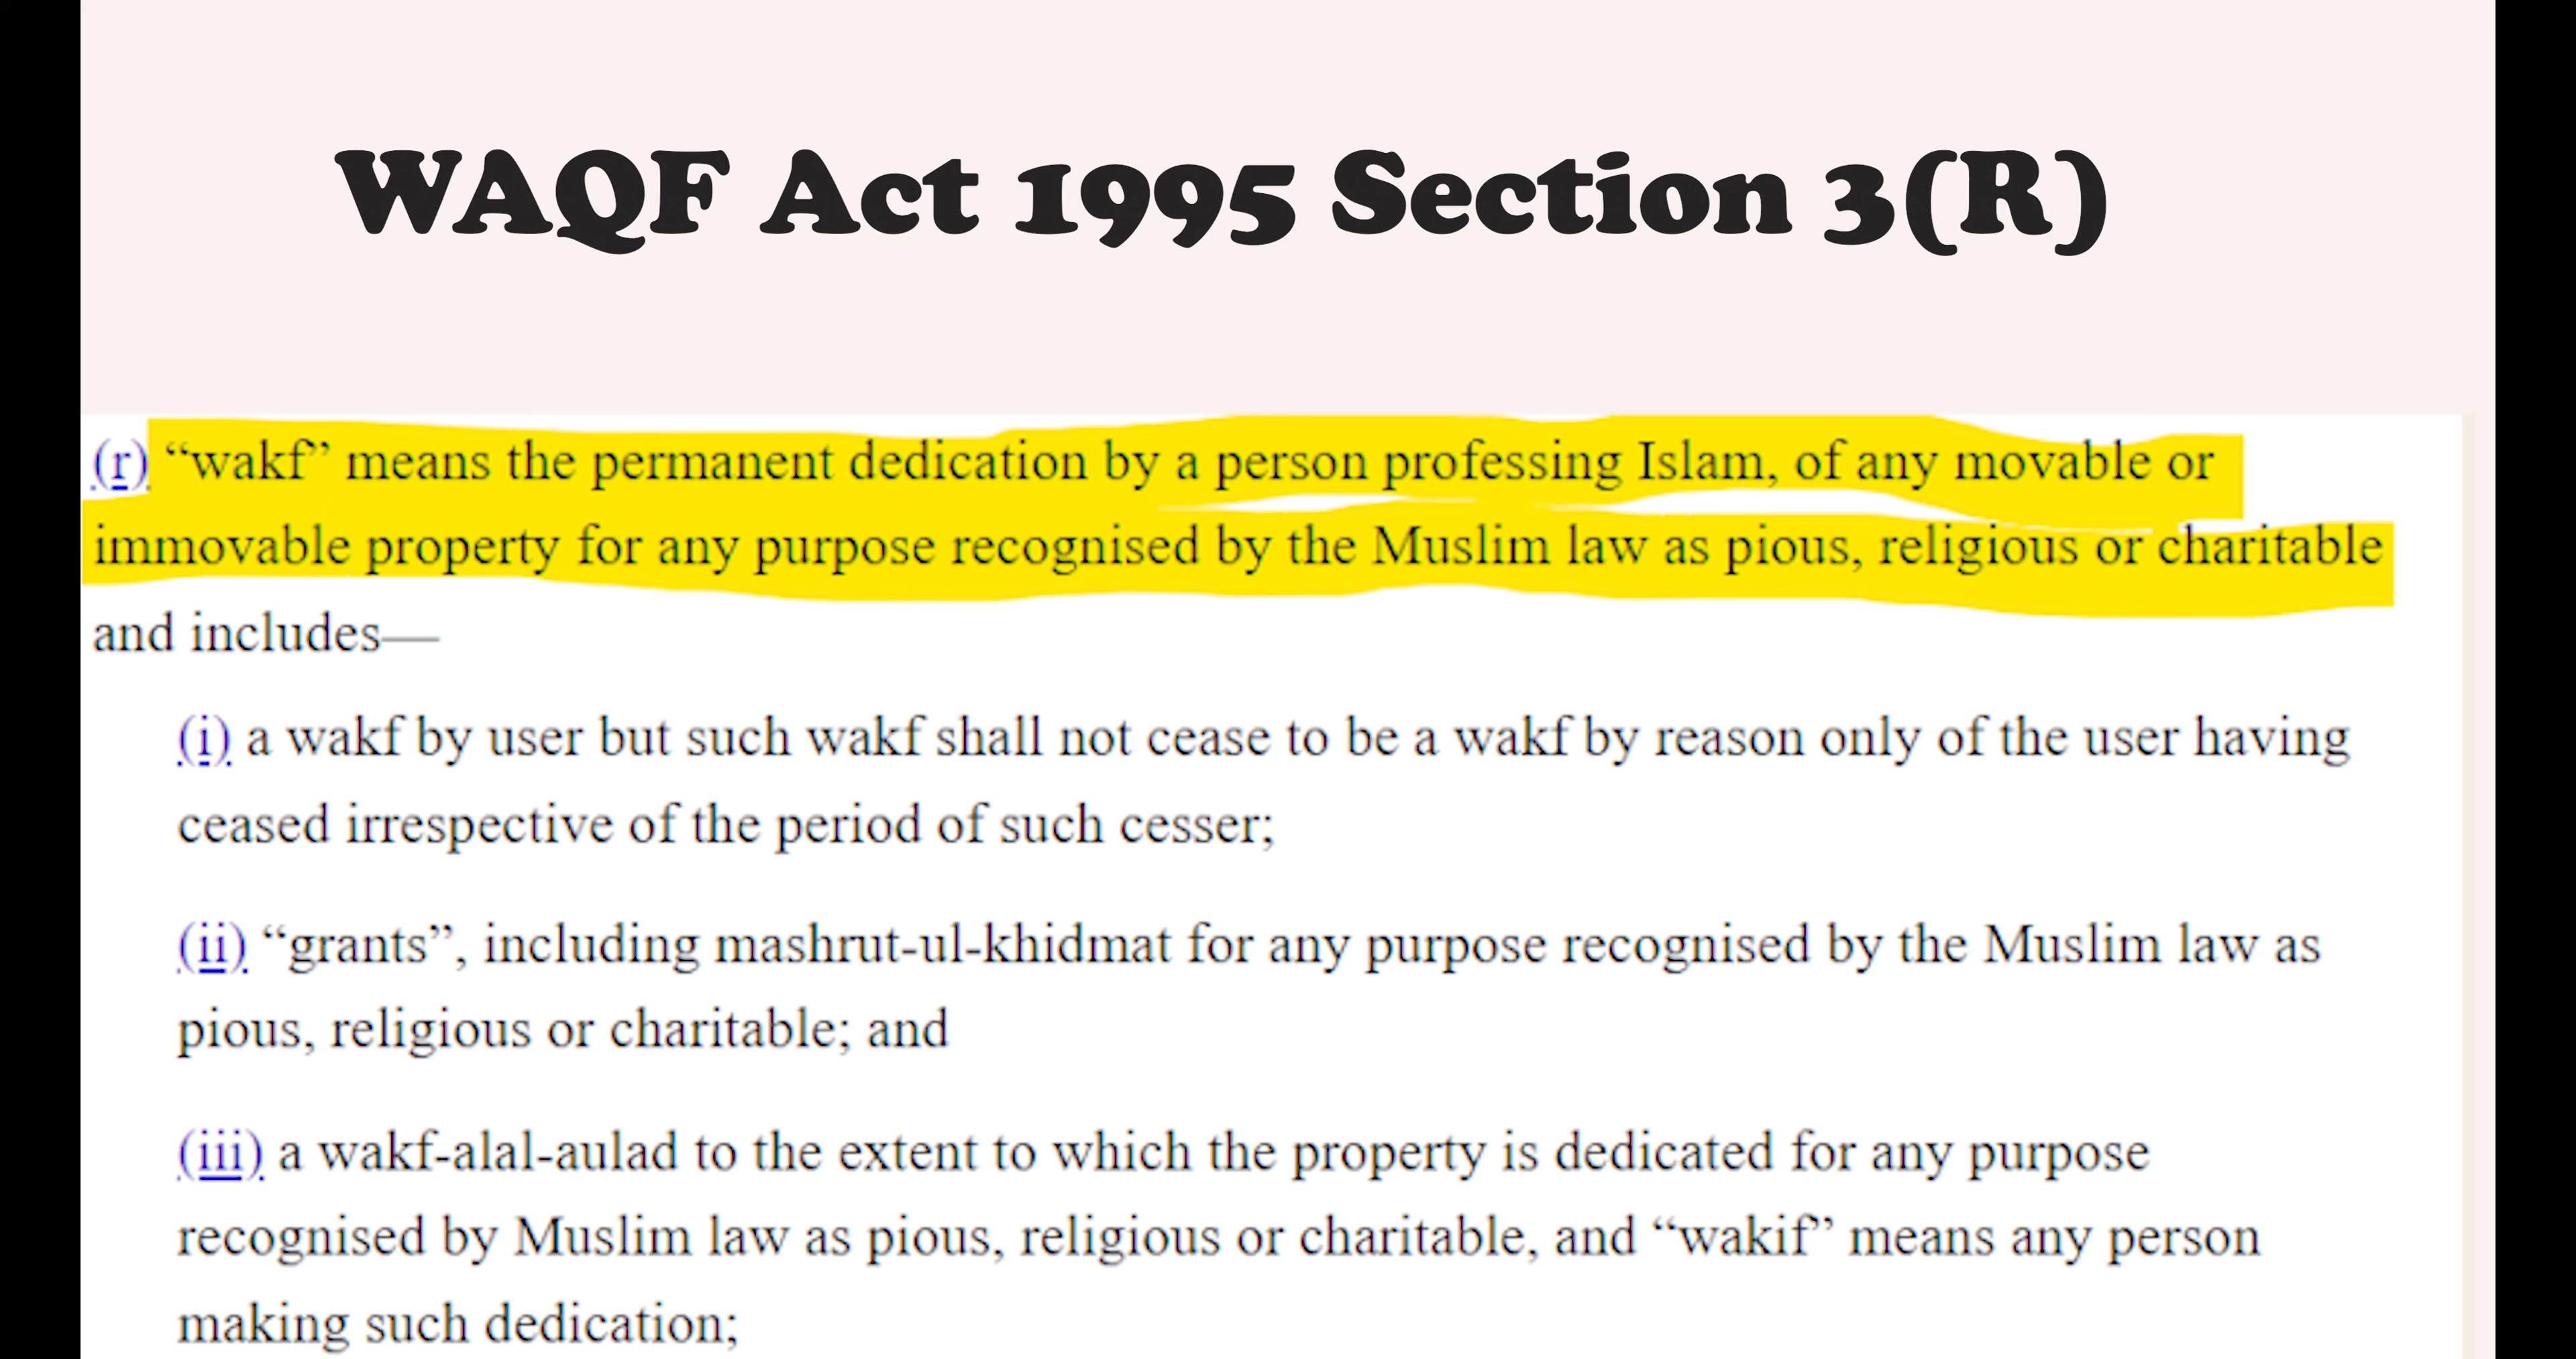 WAQF Act 1995 Section 3(R)
(r) “wakf” means the permanent dedication by a person professing Islam, of any movable or
immovable property for any purpose recognised by the Muslim law as pious, religious or charitable
and includes—
(i) a wakf by user but such wakf shall not cease to be a wakf by reason only of the user having
ceased irrespective of the period of such cesser;
(ii) “grants”, including mashrut-ul-khidmat for any purpose recognised by the Muslim law as
pious, religious or charitable; and
(iii) a wakf-alal-aulad to the extent to which the property is dedicated for any purpose
recognised by Muslim law as pious, religious or charitable, and “wakif” means any person
making such dedication;